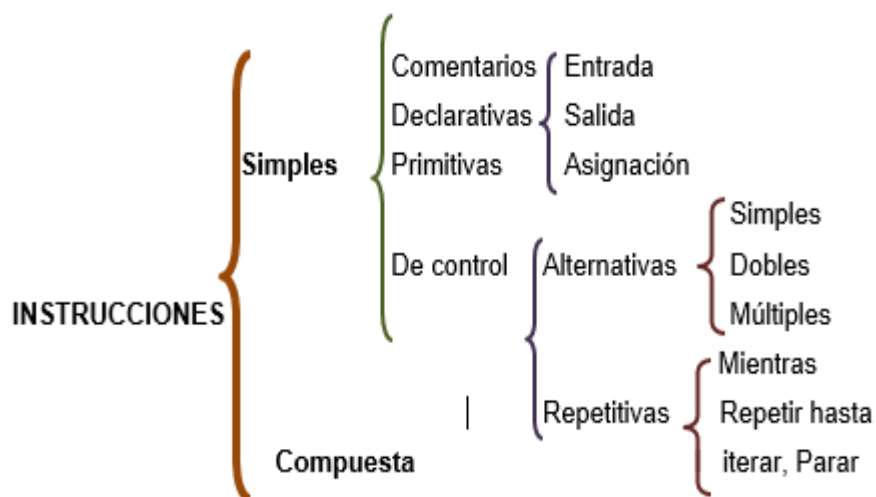 Comentarios Entrada
Declarativas Salida
Simples Primitivas Asignación
Simples
De control Alternativas Dobles
INSTRUCCIONES Múltiples
Mientras
Repetitivas Repetir hasta
Compuesta iterar, Parar